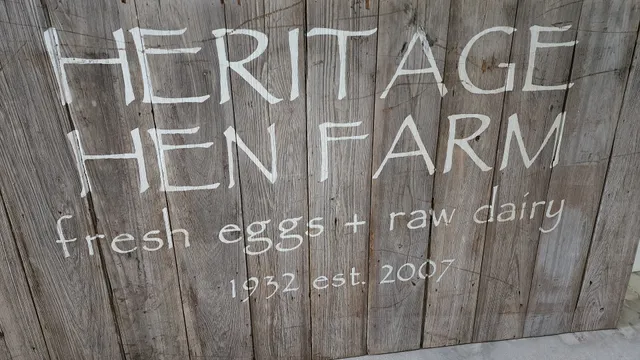 HERITAGE
HEN FARM
fresh eggs + raw dairy
1932 est. 2007